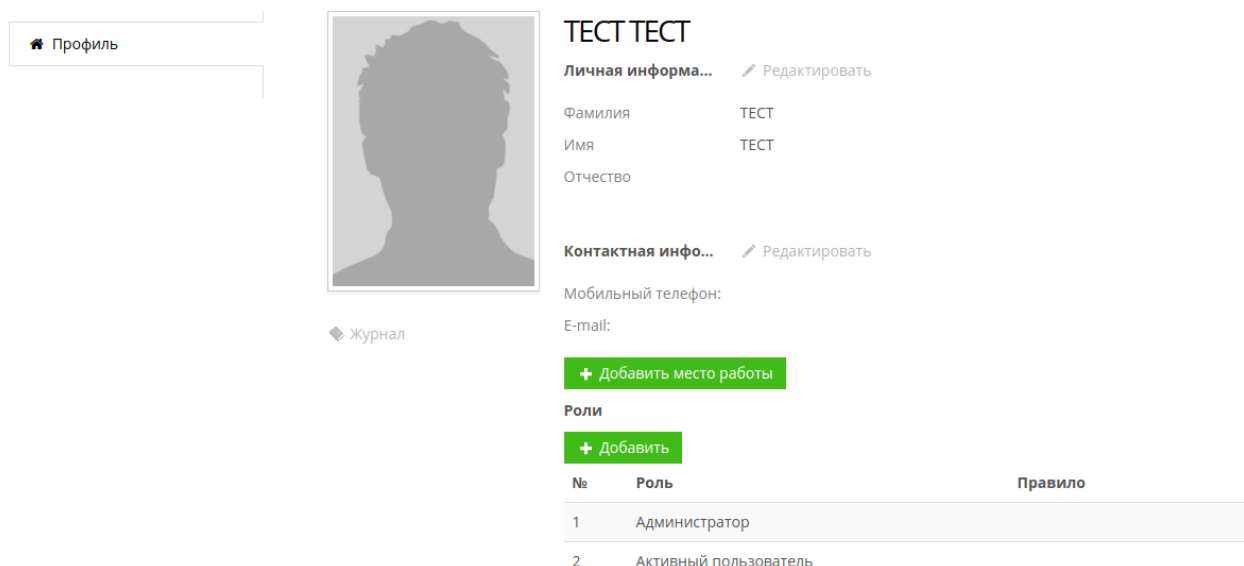 Профиль
ТЕСТ ТЕСТ
Личная информа... Редактировать
Фамилия ТЕСТ
Имя ТЕСТ
Отчество
Контактная инфо... Редактировать
Мобильный телефон:
E-mail:
Журнал
Добавить место работы
Роли
Добавить
№ Роль Правило
1 Администратор
2 Активный пользователь